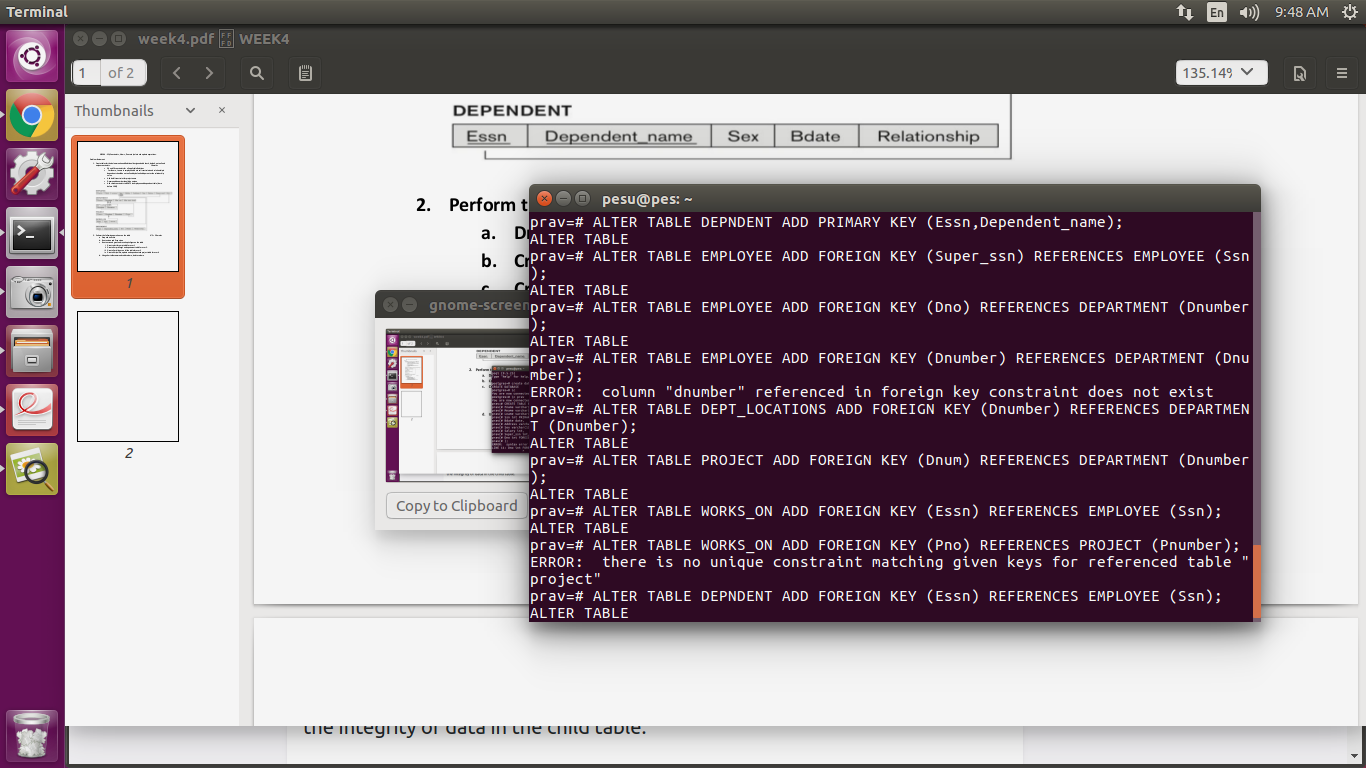 Terminal
En
9:48 AM
week4.pdf
WEEK4
1 of 2
135.14%
Thumbnails
1
2
DEPENDENT
Essn Dependent_name Sex Bdate Relationship
2. Perform t
a. D
b. C
c.
gnome-screen
Copy to Clipboard
pesu@pes: ~
prav=# ALTER TABLE DEPNDENT ADD PRIMARY KEY (Essn,Dependent_name);
ALTER TABLE
prav=# ALTER TABLE EMPLOYEE ADD FOREIGN KEY (Super_ssn) REFERENCES EMPLOYEE (Ssn
);
ALTER TABLE
prav=# ALTER TABLE EMPLOYEE ADD FOREIGN KEY (Dno) REFERENCES DEPARTMENT (Dnumber
);
ALTER TABLE
prav=# ALTER TABLE EMPLOYEE ADD FOREIGN KEY (Dnumber) REFERENCES DEPARTMENT (Dnu
mber);
ERROR:  column "dnumber" referenced in foreign key constraint does not exist
prav=# ALTER TABLE DEPT_LOCATIONS ADD FOREIGN KEY (Dnumber) REFERENCES DEPARTMEN
T (Dnumber);
ALTER TABLE
prav=# ALTER TABLE PROJECT ADD FOREIGN KEY (Dnum) REFERENCES DEPARTMENT (Dnumber
);
ALTER TABLE
prav=# ALTER TABLE WORKS_ON ADD FOREIGN KEY (Essn) REFERENCES EMPLOYEE (Ssn);
ALTER TABLE
prav=# ALTER TABLE WORKS_ON ADD FOREIGN KEY (Pno) REFERENCES PROJECT (Pnumber);
ERROR:  there is no unique constraint matching given keys for referenced table "
project"
prav=# ALTER TABLE DEPNDENT ADD FOREIGN KEY (Essn) REFERENCES EMPLOYEE (Ssn);
ALTER TABLE
the integrity of data in the child table.